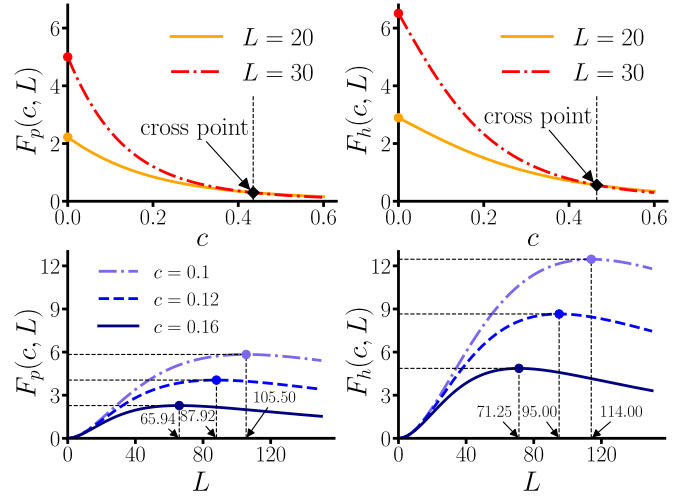 F_p(c, L)
6
4
2
0
L = 20
L = 30
cross point
0.0 0.2 0.4 0.6
c
F_h(c, L)
6
4
2
0
L = 20
L = 30
cross point
0.0 0.2 0.4 0.6
c
F_p(c, L)
12
9
6
3
0
c = 0.1
c = 0.12
c = 0.16
105.50
65.94 87.92
0 40 80 120
L
F_h(c, L)
12
9
6
3
0
71.25 95.00 114.00
0 40 80 120
L